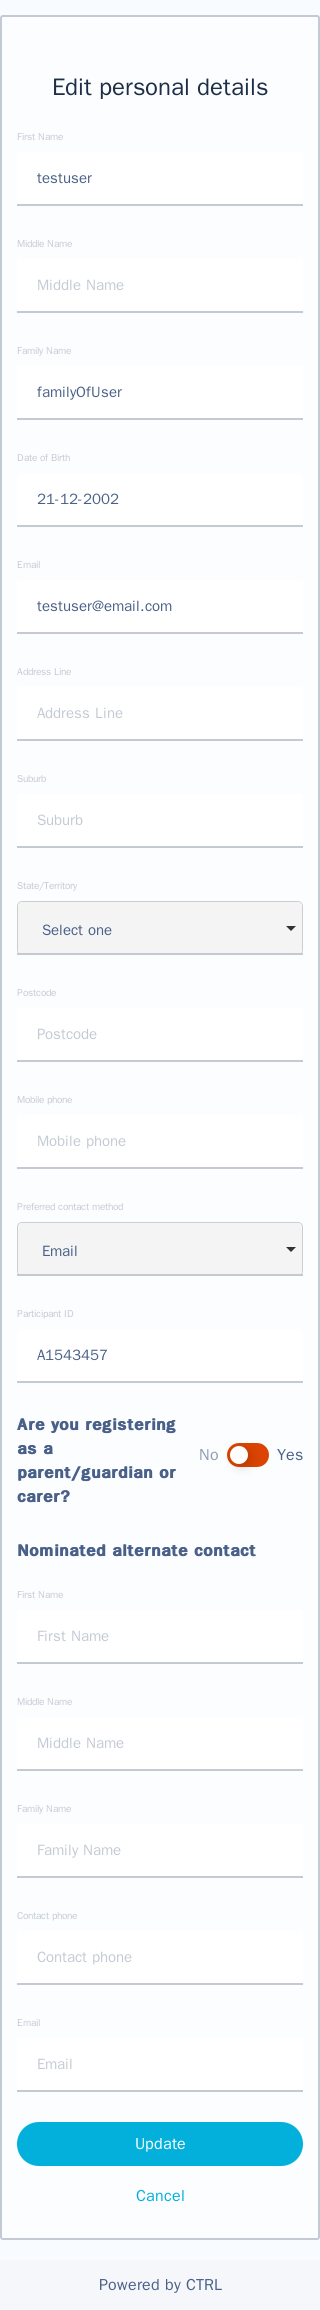 Edit personal details
First Name
testuser
Middle Name
Middle Name
Family Name
familyOfUser
Date of Birth
21-12-2002
Email
testuser@email.com
Address Line
Address Line
Suburb
Suburb
State/Territory
Select one
Postcode
Postcode
Mobile phone
Mobile phone
Preferred contact method
Email
Participant ID
A1543457
Are you registering
as a
parent/guardian or
carer?
No Yes
Nominated alternate contact
First Name
First Name
Middle Name
Middle Name
Family Name
Family Name
Contact phone
Contact phone
Email
Email
Update
Cancel
Powered by CTRL